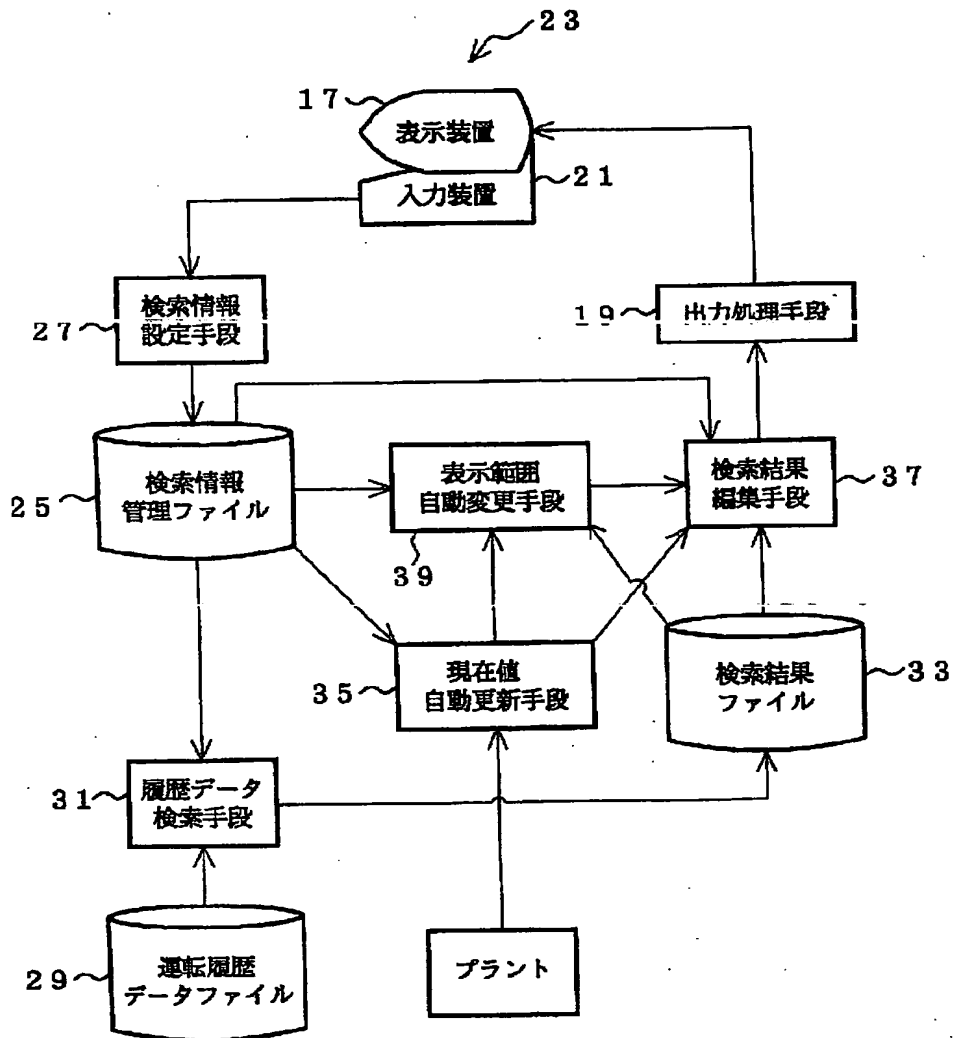 ２３
１７
表示装置
入力装置
２１
検索情報
設定手段
２７
１９
出力処理手段
検索情報
管理ファイル
２５
表示範囲
自動変更手段
３９
検索結果
編集手段
３７
現在値
自動更新手段
３５
検索結果
ファイル
３３
３１
履歴データ
検索手段
運転履歴
データファイル
２９
プラント